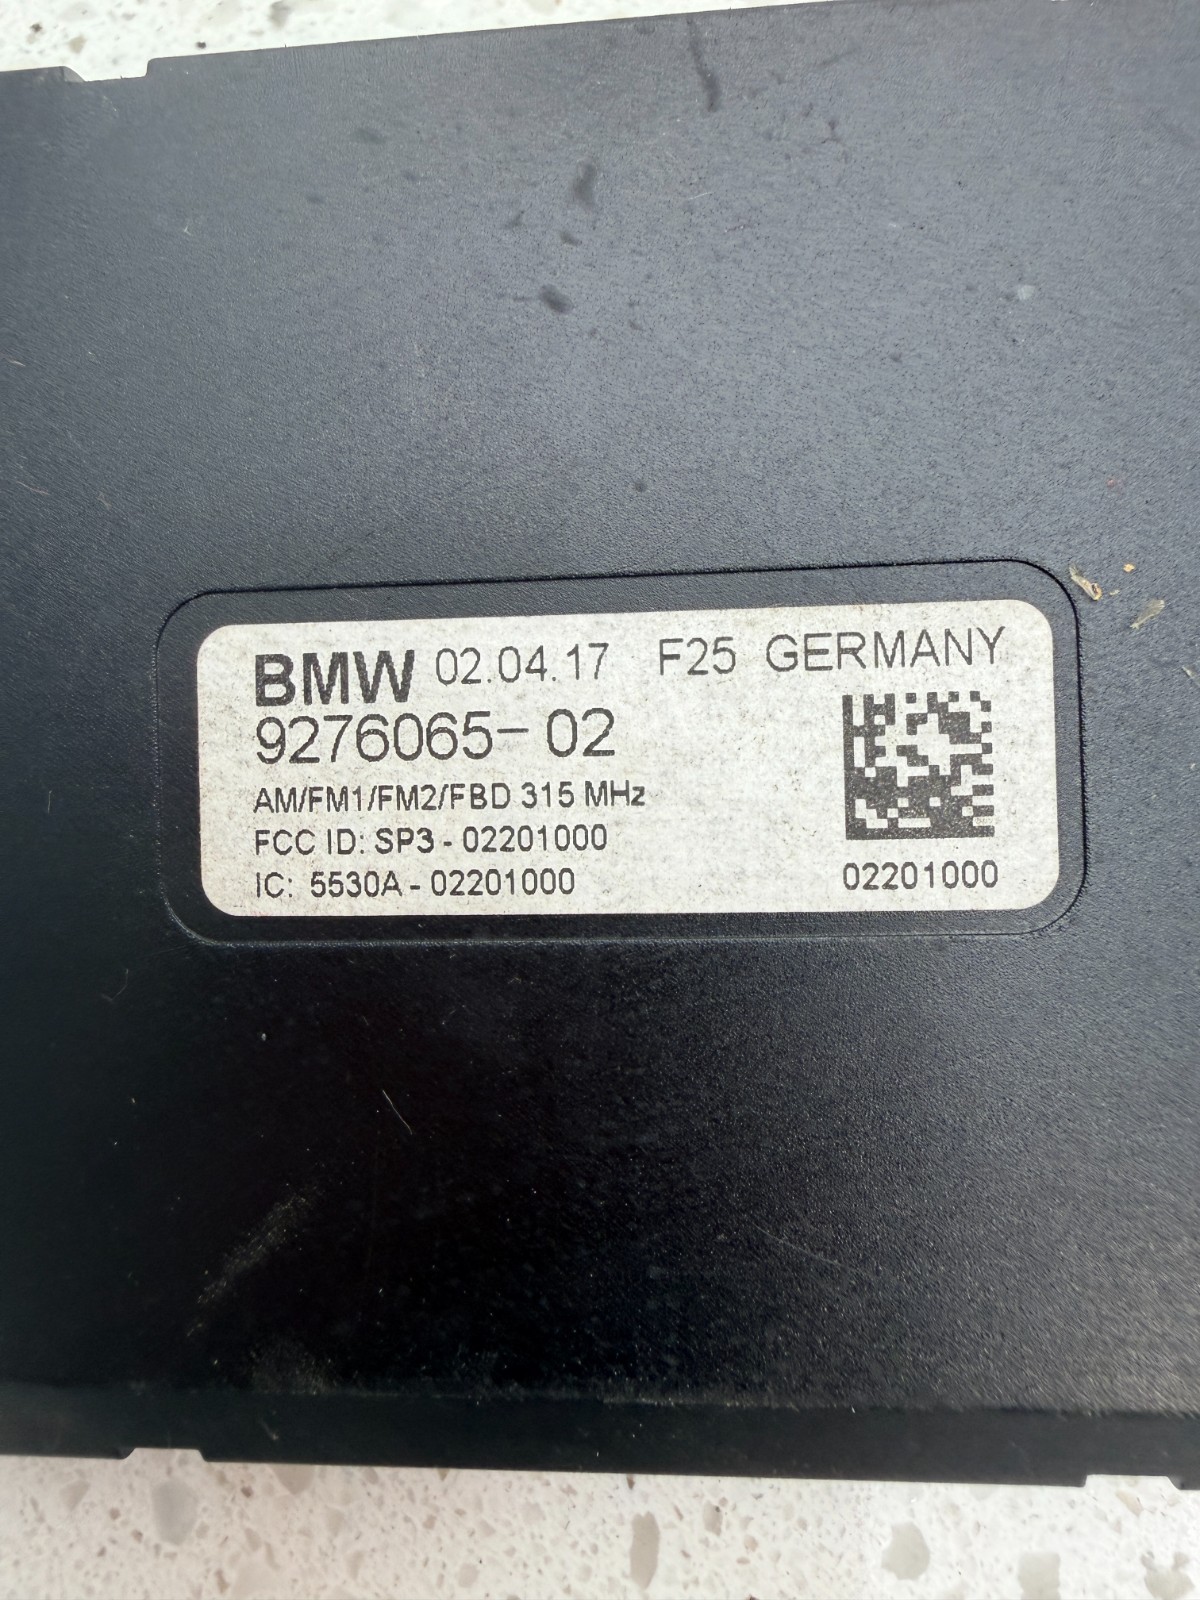 BMW 02.04.17 F25 GERMANY
9276065-02
AM/FM1/FM2/FBD 315 MHz
FCC ID: SP3-02201000
IC: 5530A-02201000
02201000